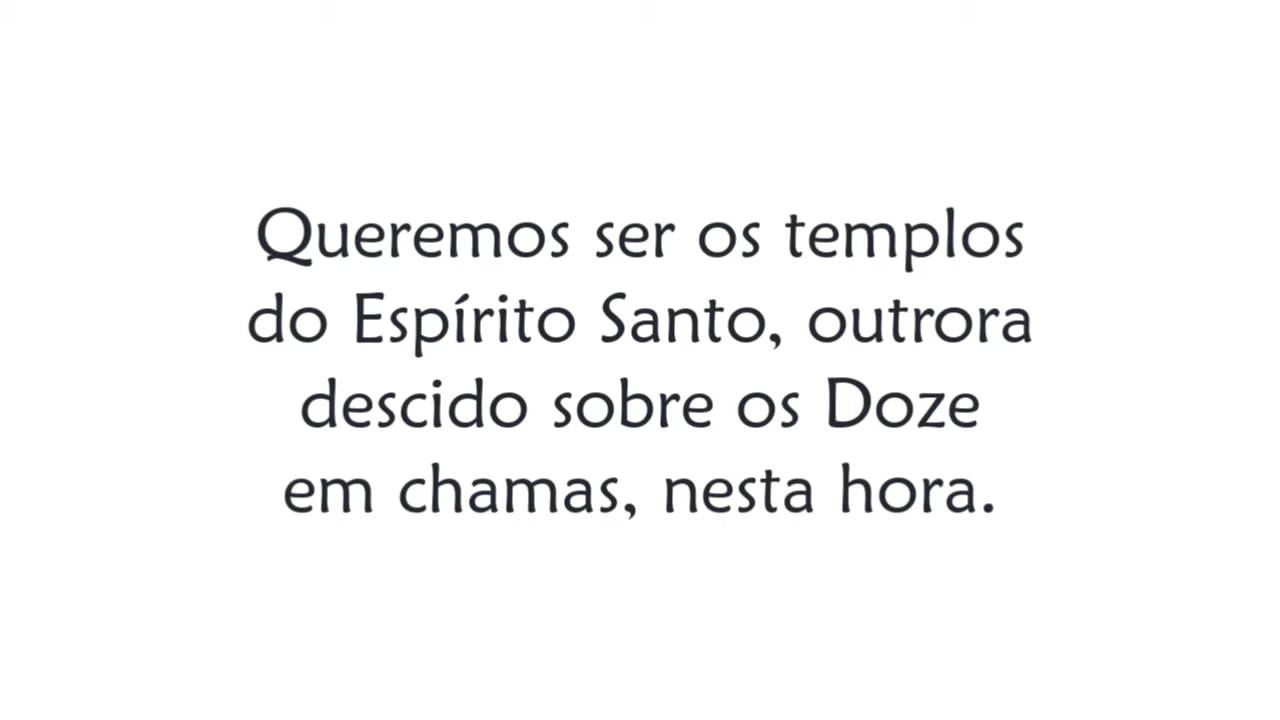 Queremos ser os templos
do Espírito Santo, outrora
descido sobre os Doze
em chamas, nesta hora.